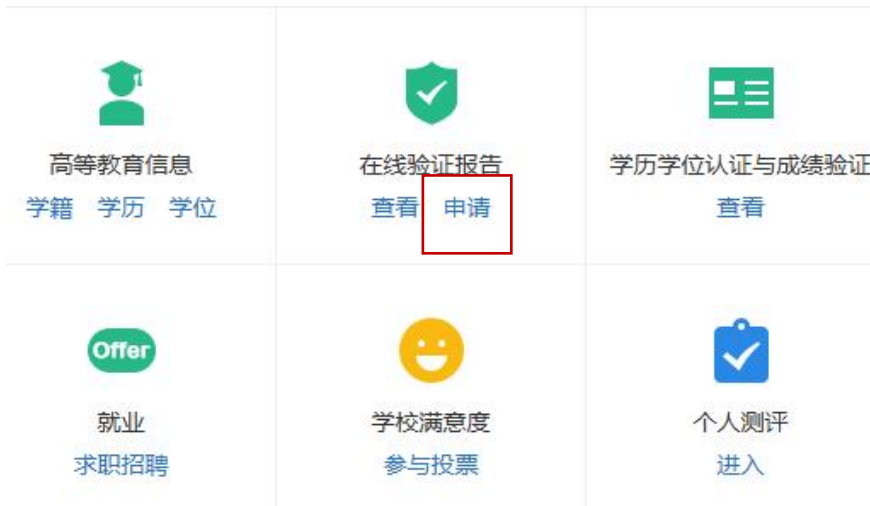 高等教育信息
学籍 学历 学位
在线验证报告
查看 申请
学历学位认证与成绩验证
查看
Offer
就业
求职招聘
学校满意度
参与投票
个人测评
进入